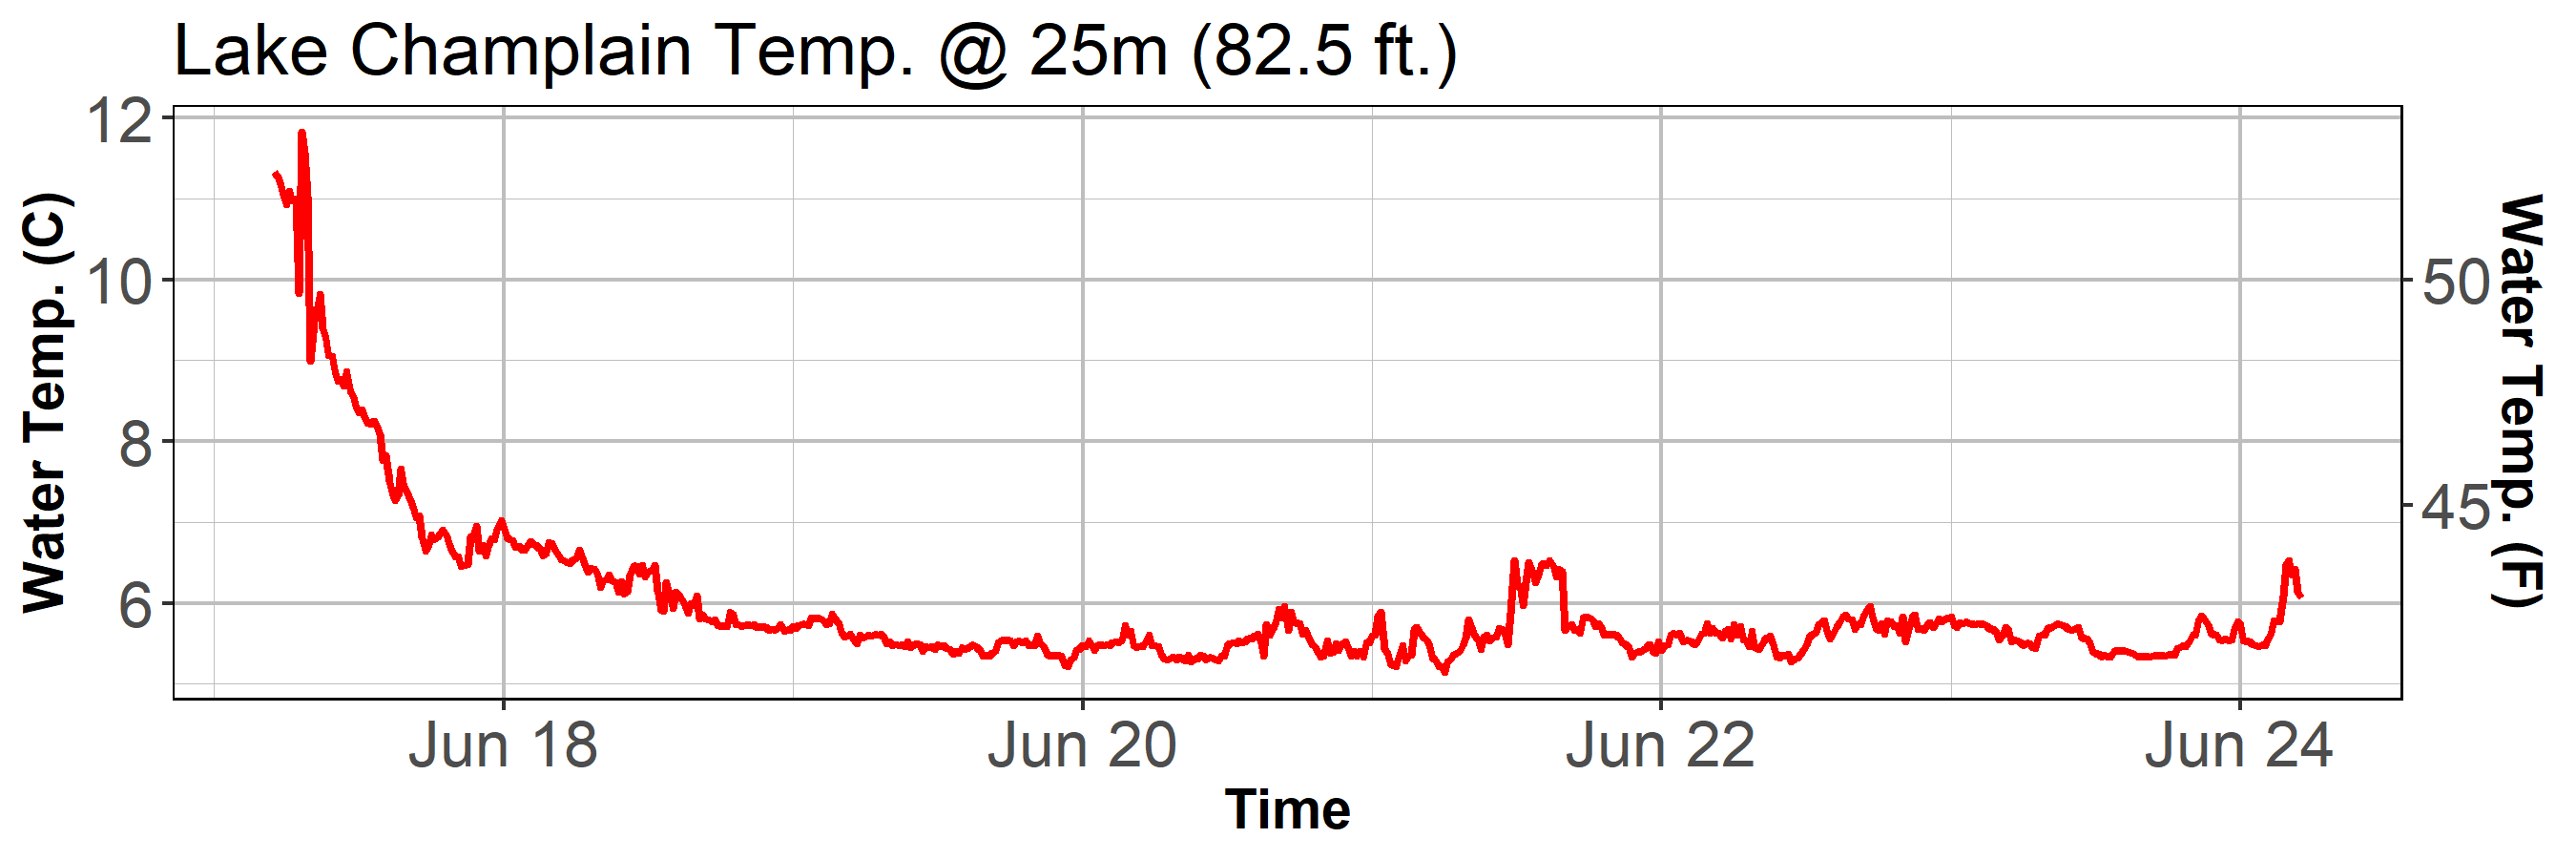 Lake Champlain Temp. @ 25m (82.5 ft.)
12
10
8
6
Water Temp. (C)
50
45
Water Temp. (F)
Jun 18
Jun 20
Jun 22
Jun 24
Time